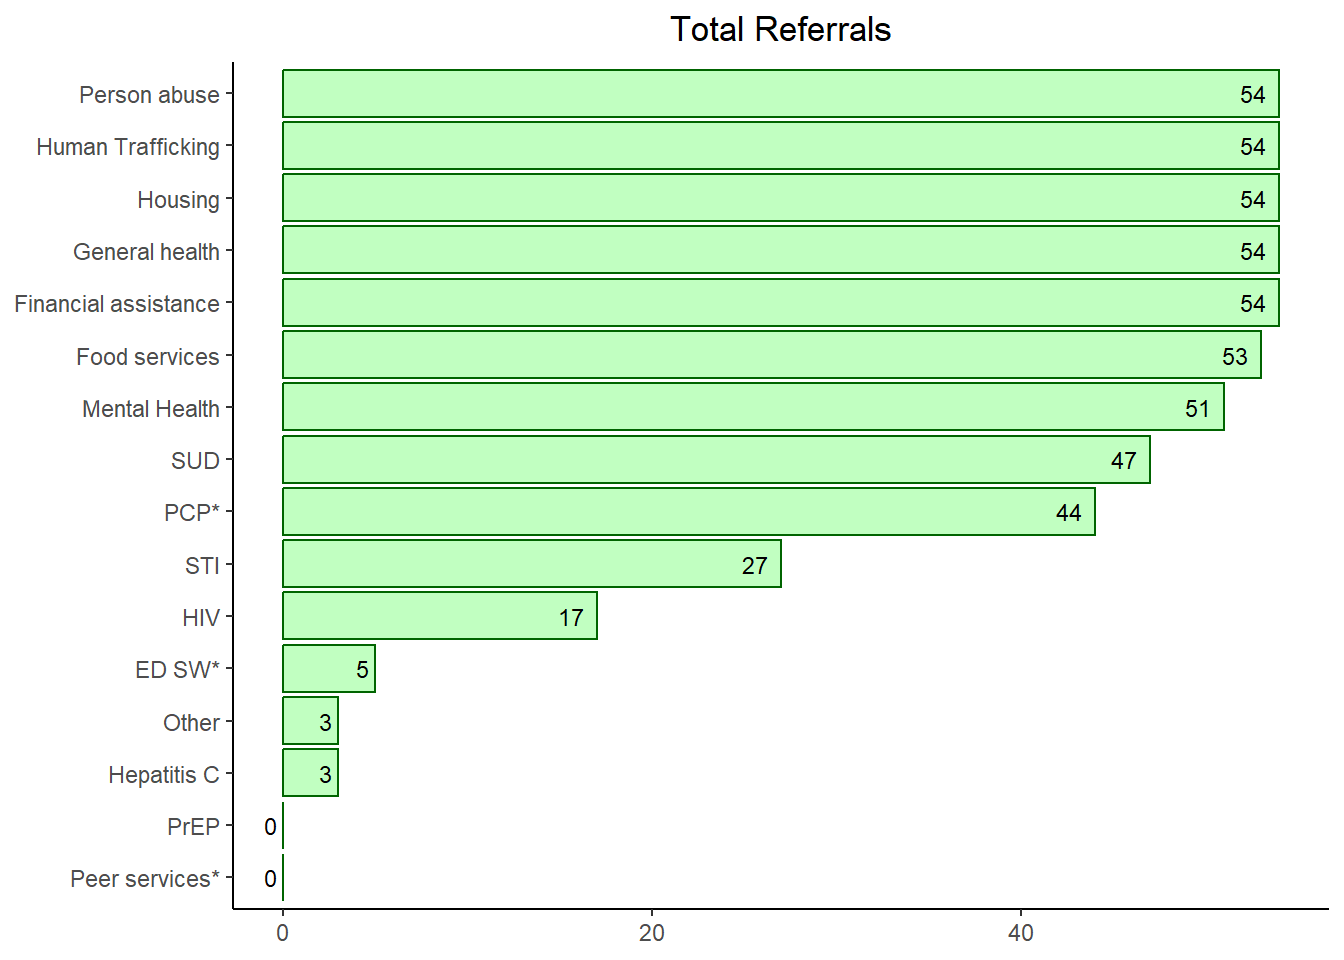 Total Referrals
Person abuse 54
Human Trafficking 54
Housing 54
General health 54
Financial assistance 54
Food services 53
Mental Health 51
SUD 47
PCP* 44
STI 27
HIV 17
ED SW* 5
Other 3
Hepatitis C 3
PrEP 0
Peer services* 0
0 20 40